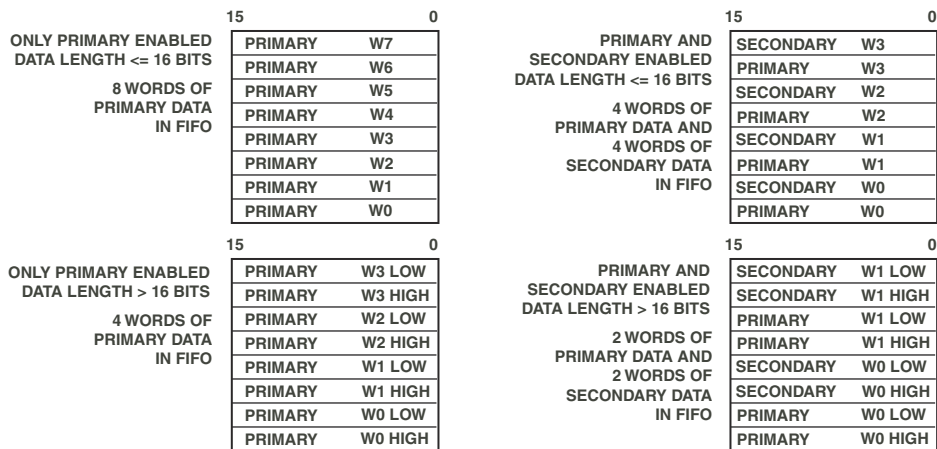 15 0
ONLY PRIMARY ENABLED
DATA LENGTH <= 16 BITS
8 WORDS OF
PRIMARY DATA
IN FIFO
PRIMARY W7
PRIMARY W6
PRIMARY W5
PRIMARY W4
PRIMARY W3
PRIMARY W2
PRIMARY W1
PRIMARY W0
15 0
PRIMARY AND
SECONDARY ENABLED
DATA LENGTH <= 16 BITS
4 WORDS OF
PRIMARY DATA AND
4 WORDS OF
SECONDARY DATA
IN FIFO
SECONDARY W3
PRIMARY W3
SECONDARY W2
PRIMARY W2
SECONDARY W1
PRIMARY W1
SECONDARY W0
PRIMARY W0
15 0
ONLY PRIMARY ENABLED
DATA LENGTH > 16 BITS
4 WORDS OF
PRIMARY DATA
IN FIFO
PRIMARY W3 LOW
PRIMARY W3 HIGH
PRIMARY W2 LOW
PRIMARY W2 HIGH
PRIMARY W1 LOW
PRIMARY W1 HIGH
PRIMARY W0 LOW
PRIMARY W0 HIGH
15 0
PRIMARY AND
SECONDARY ENABLED
DATA LENGTH > 16 BITS
2 WORDS OF
PRIMARY DATA AND
2 WORDS OF
SECONDARY DATA
IN FIFO
SECONDARY W1 LOW
SECONDARY W1 HIGH
PRIMARY W1 LOW
PRIMARY W1 HIGH
SECONDARY W0 LOW
SECONDARY W0 HIGH
PRIMARY W0 LOW
PRIMARY W0 HIGH